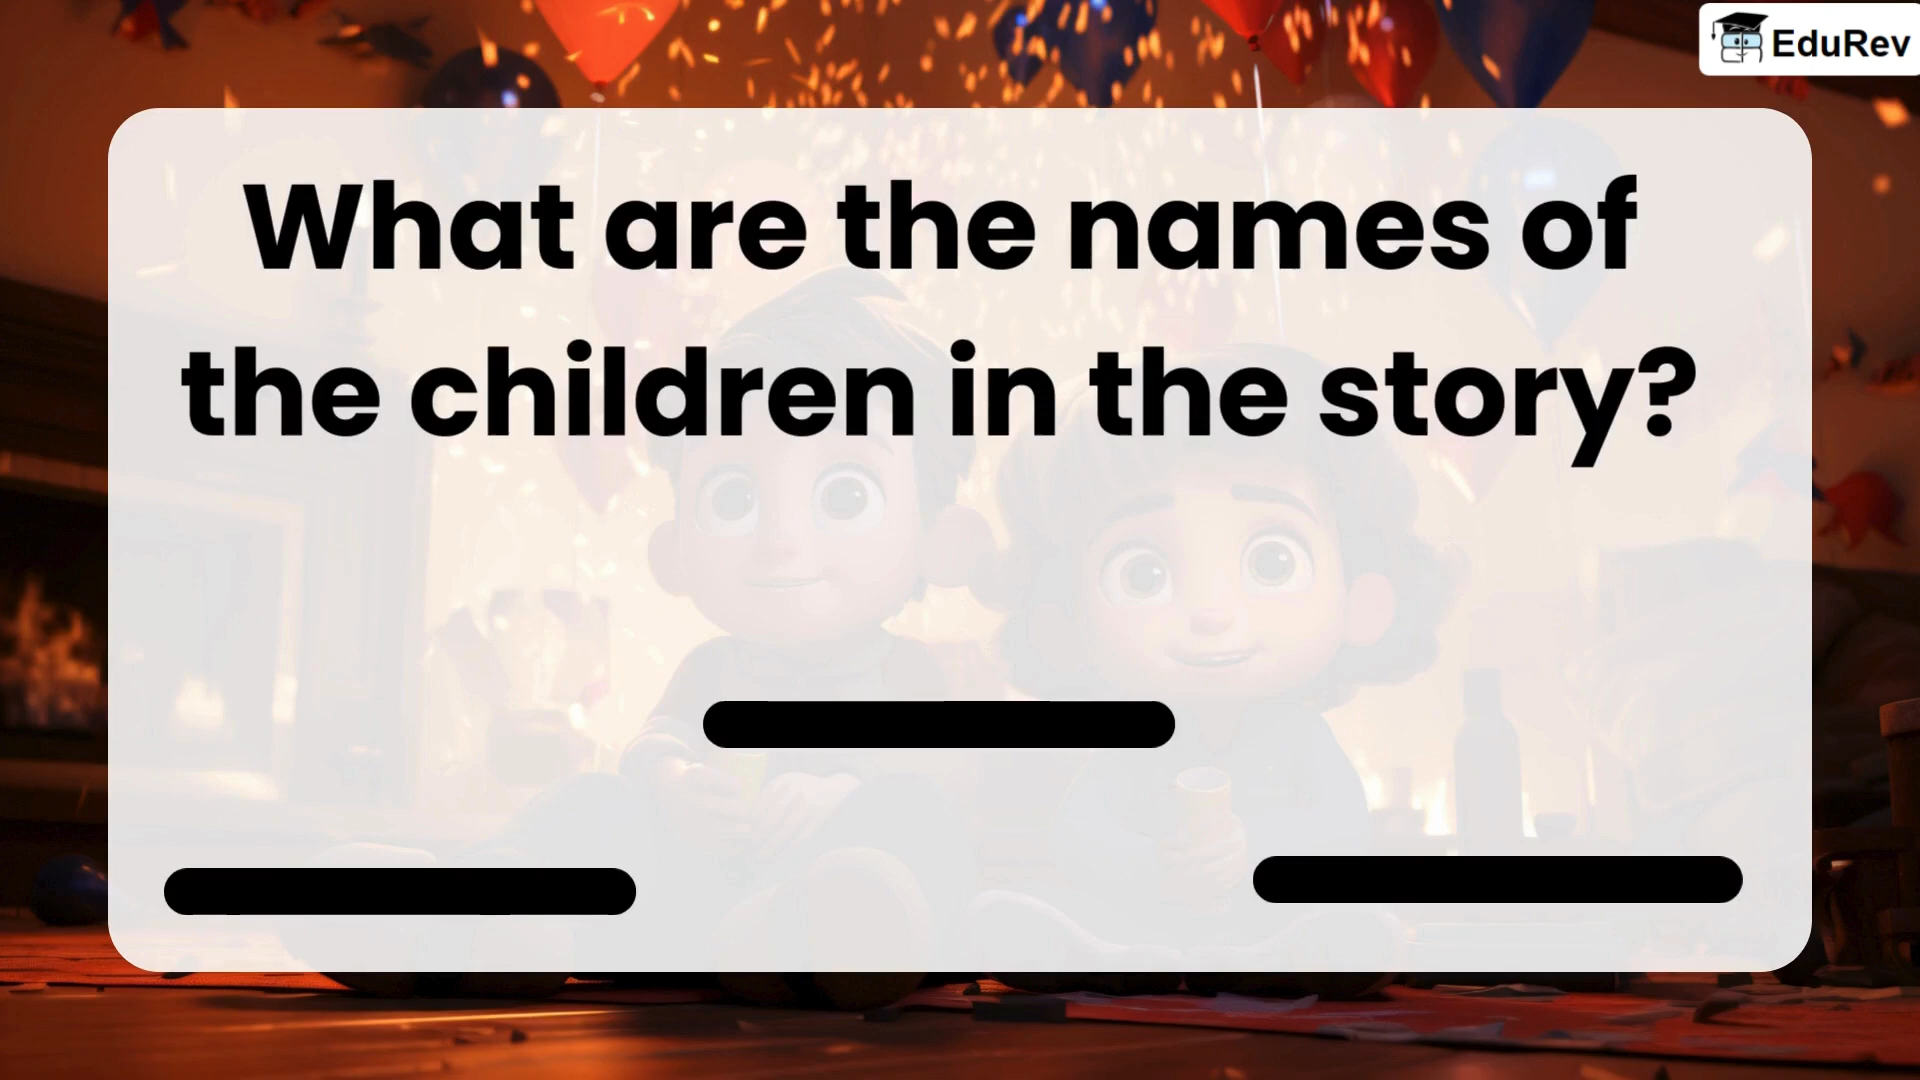 EduRev
What are the names of
the children in the story?